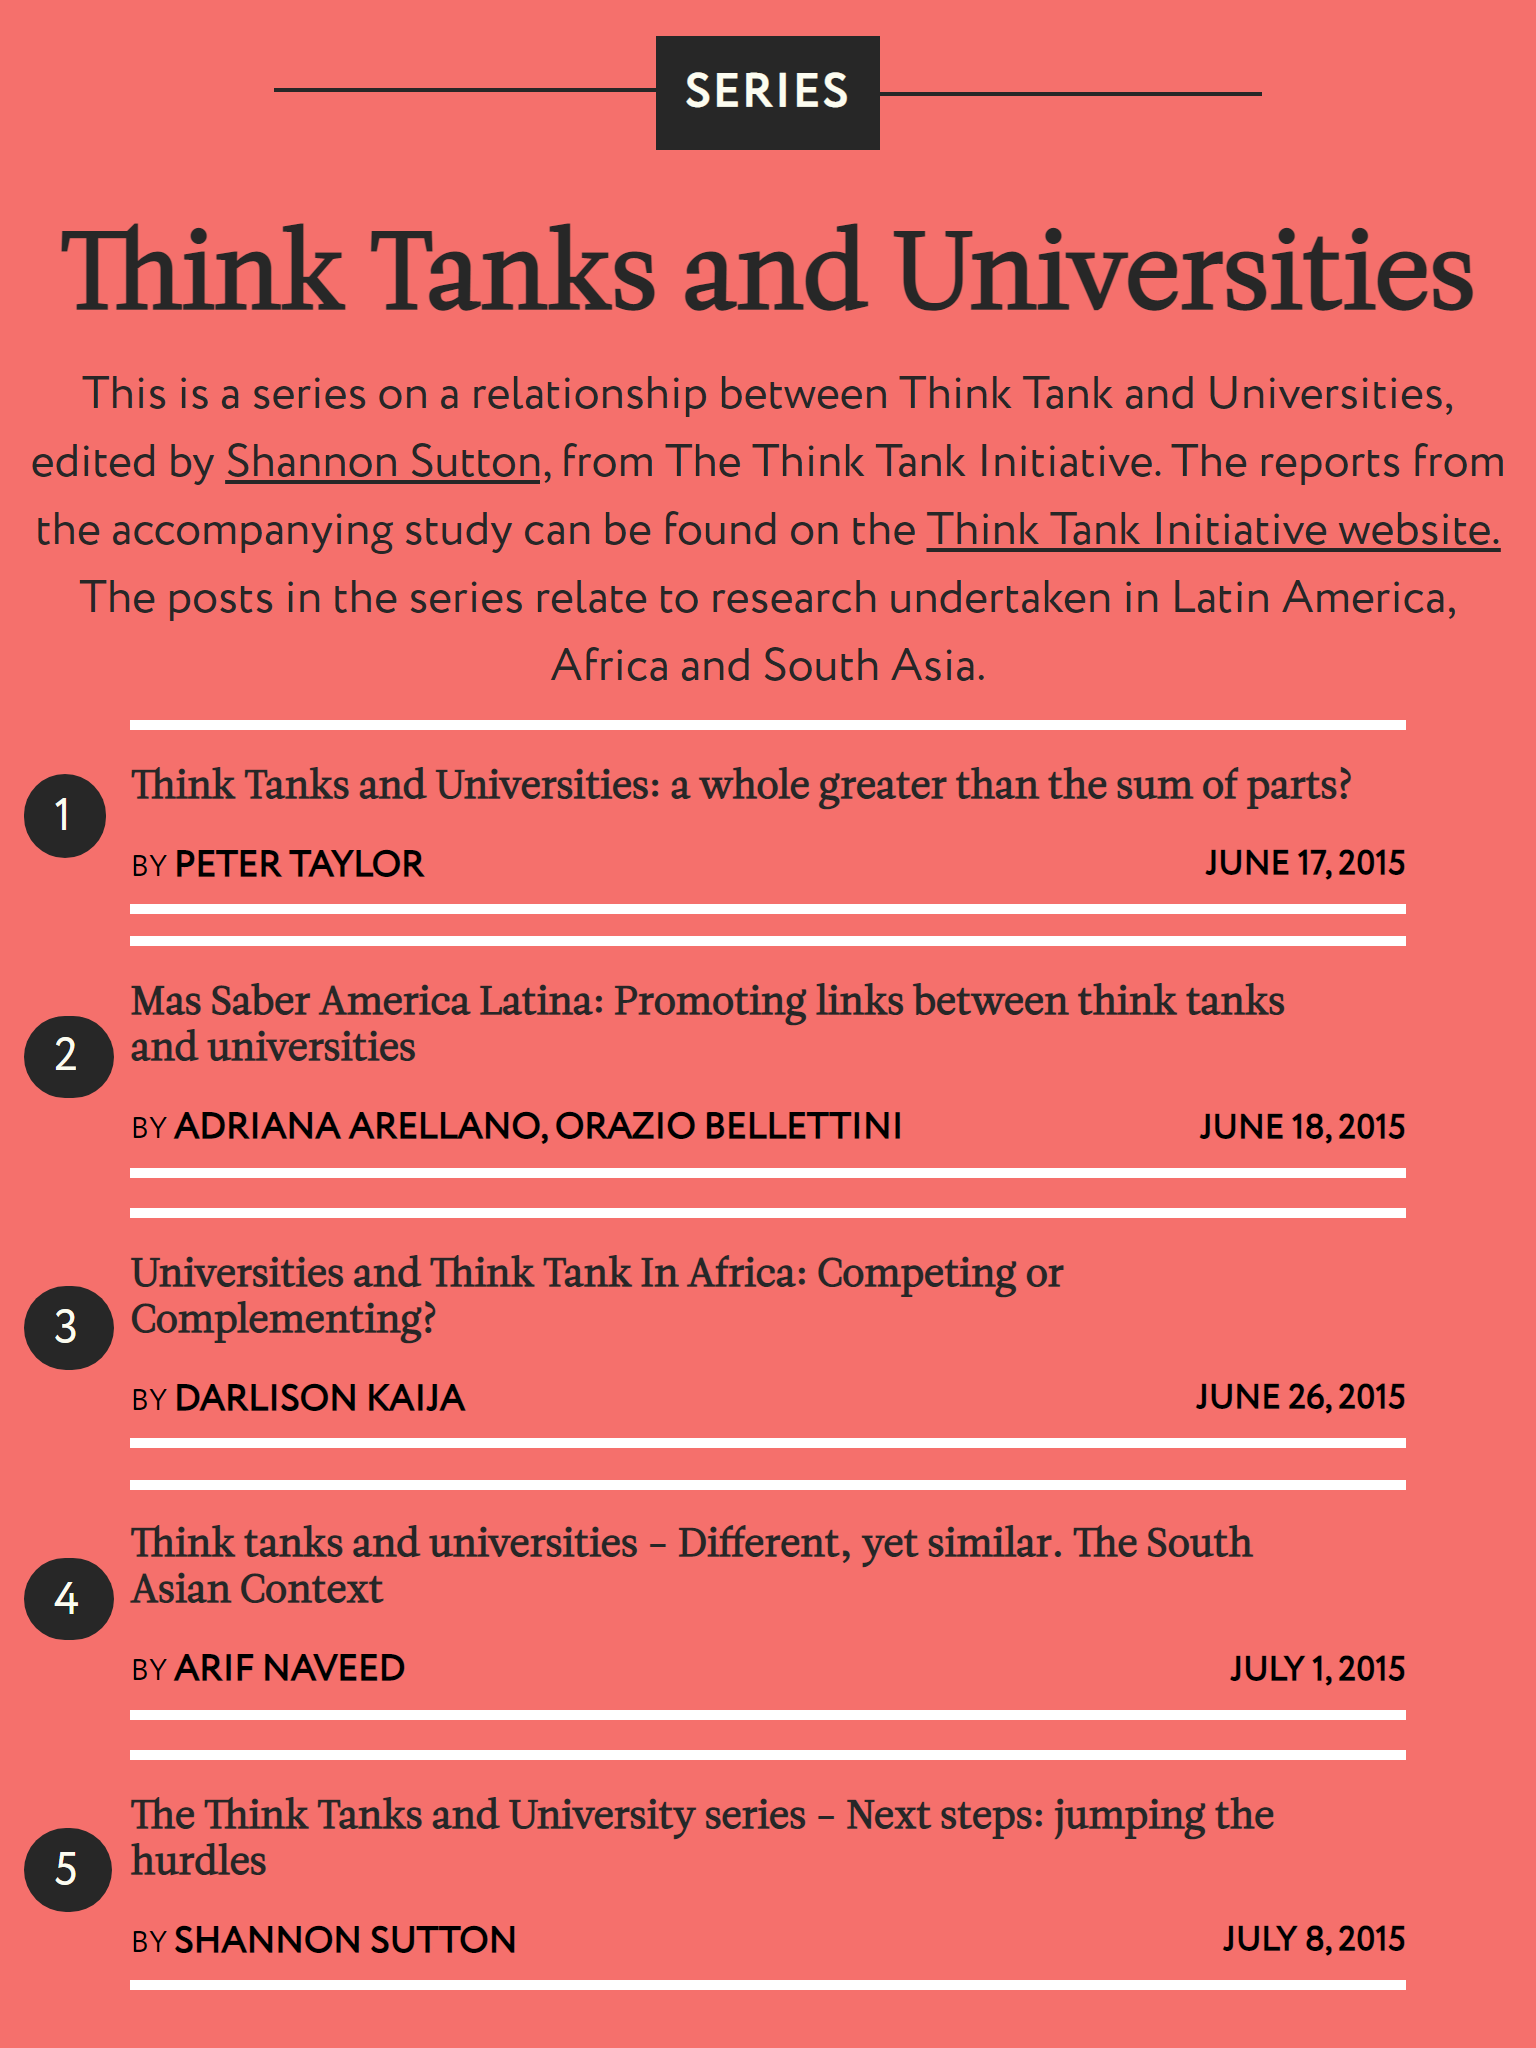 SERIES
Think Tanks and Universities
This is a series on a relationship between Think Tank and Universities,
edited by Shannon Sutton, from The Think Tank Initiative. The reports from
the accompanying study can be found on the Think Tank Initiative website.
The posts in the series relate to research undertaken in Latin America,
Africa and South Asia.
1
Think Tanks and Universities: a whole greater than the sum of parts?
BY PETER TAYLOR JUNE 17, 2015
2
Mas Saber America Latina: Promoting links between think tanks
and universities
BY ADRIANA ARELLANO, ORAZIO BELLETTINI JUNE 18, 2015
3
Universities and Think Tank In Africa: Competing or
Complementing?
BY DARLISON KAIJA JUNE 26, 2015
4
Think tanks and universities – Different, yet similar. The South
Asian Context
BY ARIF NAVEED JULY 1, 2015
5
The Think Tanks and University series – Next steps: jumping the
hurdles
BY SHANNON SUTTON JULY 8, 2015